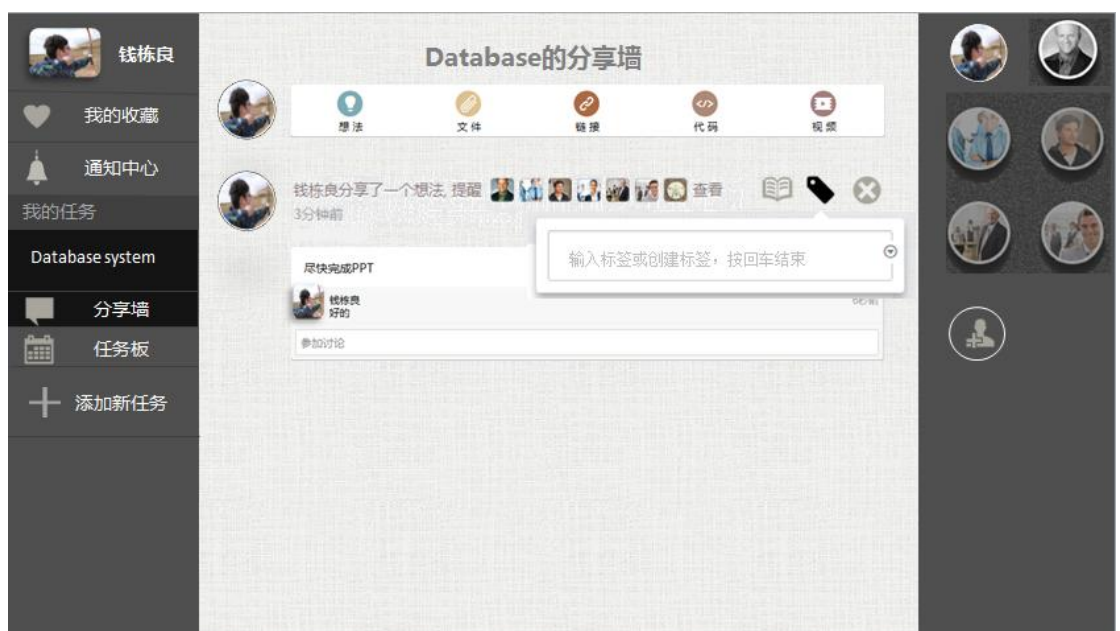 钱栋良
我的收藏
通知中心
我的任务
Database system
分享墙
任务板
添加新任务
Database的分享墙
想法
文件
链接
代码
视频
钱栋良分享了一个想法, 提醒
查看
3分钟前
输入标签或创建标签，按回车结束
尽快完成PPT
钱栋良
好的
参加讨论